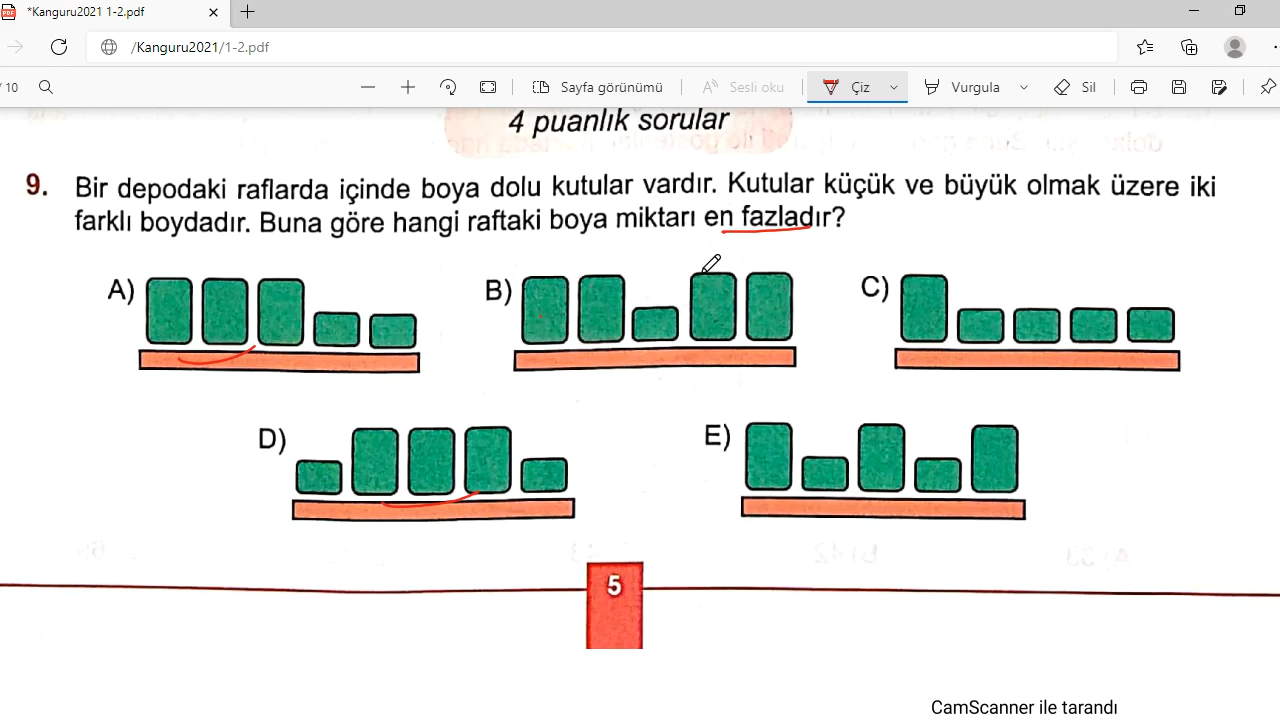 *Kanguru2021 1-2.pdf
/Kanguru2021/1-2.pdf
/ 10
Sayfa görünümü
Sesli oku
Çiz
Vurgula
Sil
4 puanlık sorular
9. Bir depodaki raflarda içinde boya dolu kutular vardır. Kutular küçük ve büyük olmak üzere iki
farklı boydadır. Buna göre hangi raftaki boya miktarı en fazladır?
A)
B)
C)
D)
E)
5
CamScanner ile tarandı